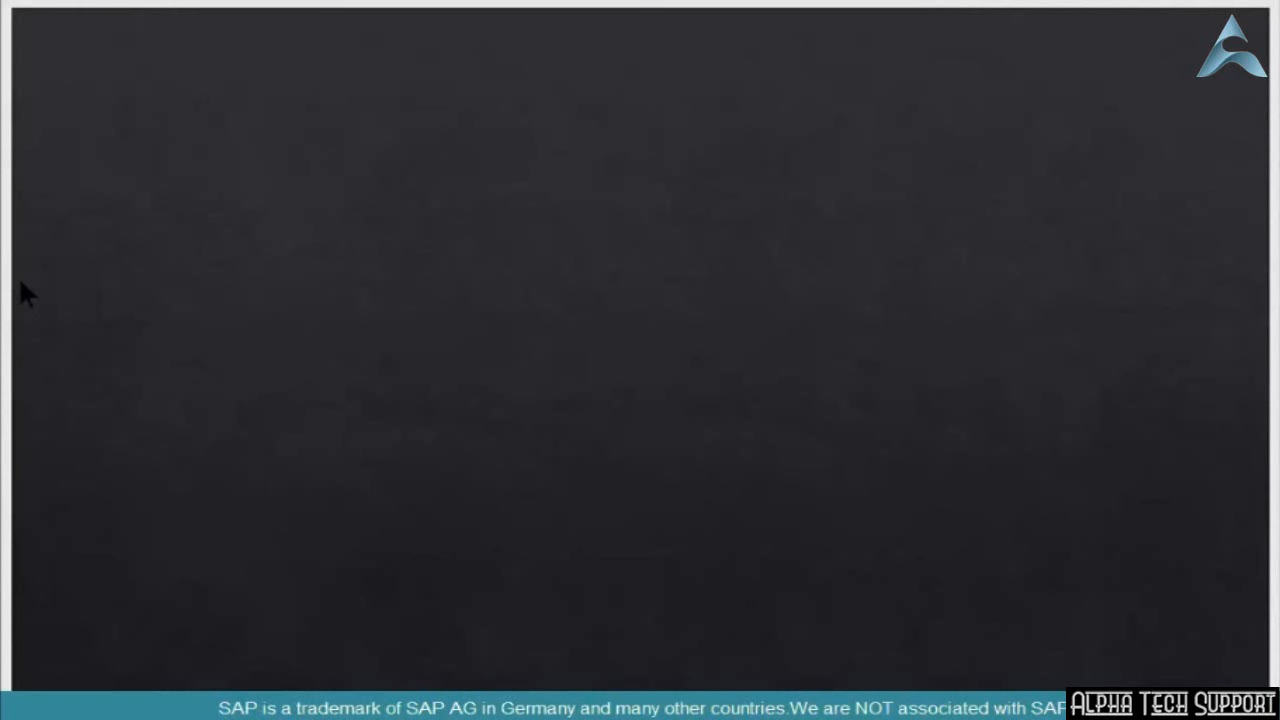 SAP is a trademark of SAP AG in Germany and many other countries.We are NOT associated with SAP
ALPHA TECH SUPPORT